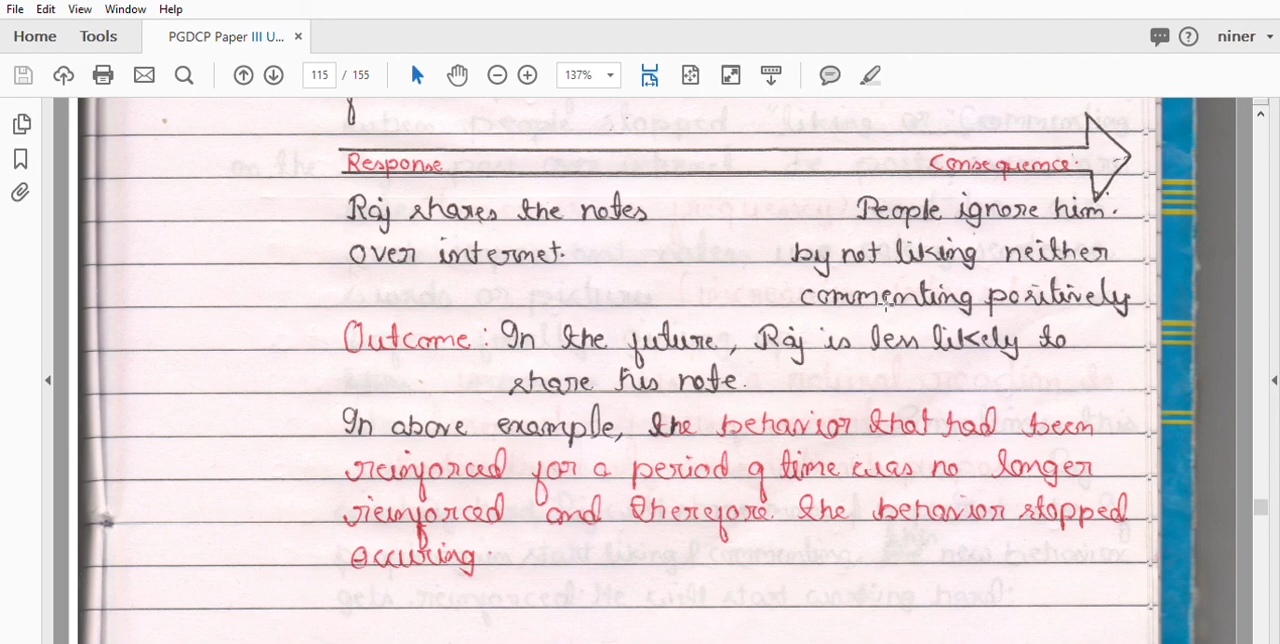 File Edit View Window Help
Home Tools PGDCP Paper III U... × niner
115 / 155 137%
Response Consequence
Raj shares the notes People ignore him.
over internet. by not liking neither
commenting positively
Outcome: In the future, Raj is less likely to
share his note.
In above example, the behavior that had been
reinforced for a period of time was no longer
reinforced and therefore the behavior stopped
occuring.